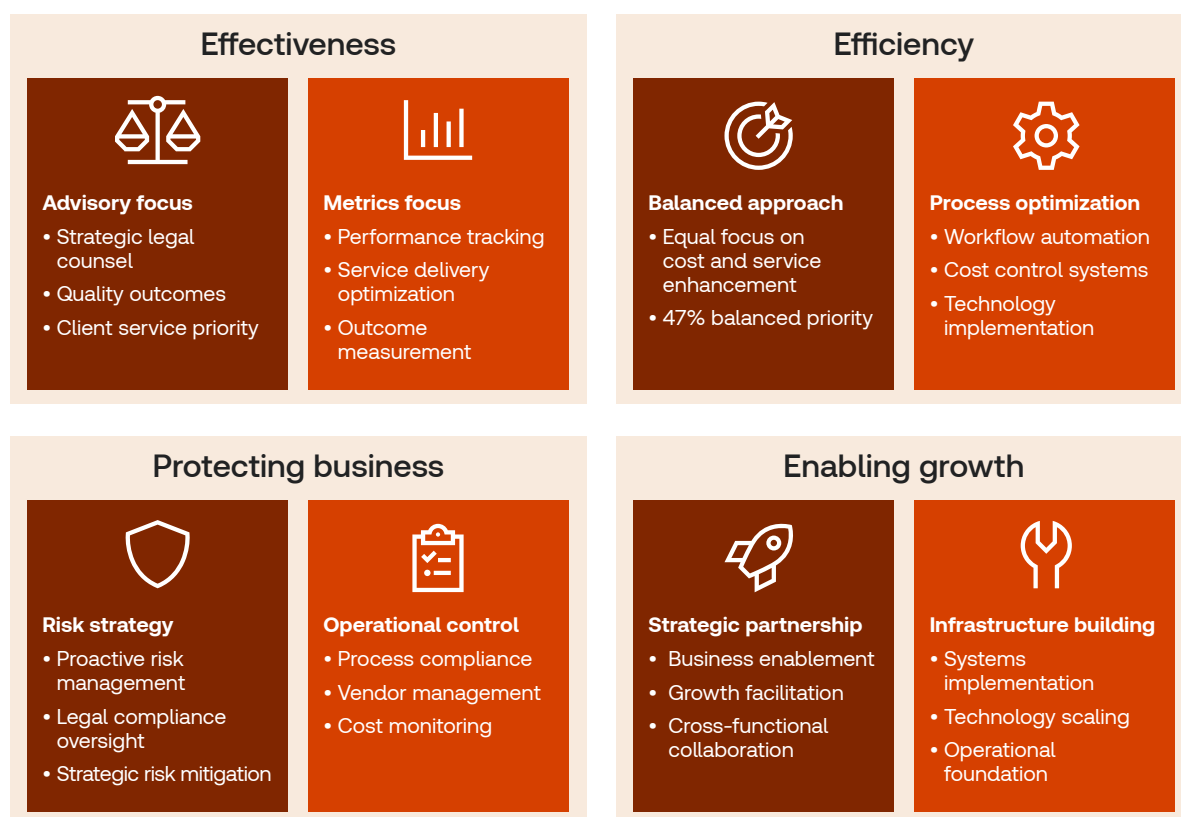 Effectiveness
Advisory focus
• Strategic legal
counsel
• Quality outcomes
• Client service priority
Metrics focus
• Performance tracking
• Service delivery
optimization
• Outcome
measurement
Efficiency
Balanced approach
• Equal focus on
cost and service
enhancement
• 47% balanced priority
Process optimization
• Workflow automation
• Cost control systems
• Technology
implementation
Protecting business
Risk strategy
• Proactive risk
management
• Legal compliance
oversight
• Strategic risk mitigation
Operational control
• Process compliance
• Vendor management
• Cost monitoring
Enabling growth
Strategic partnership
• Business enablement
• Growth facilitation
• Cross-functional
collaboration
Infrastructure building
• Systems
implementation
• Technology scaling
• Operational
foundation